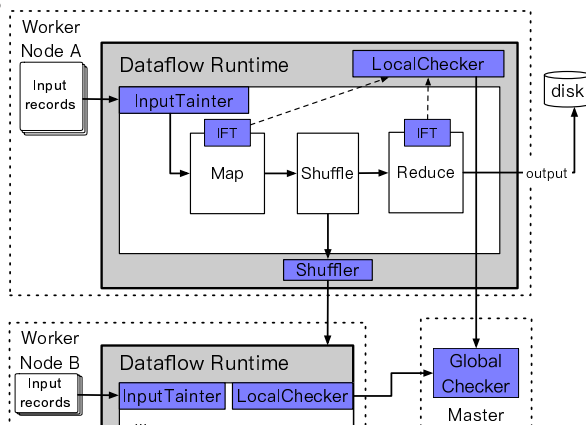 Worker
Node A
Input
records
Dataflow Runtime
LocalChecker
InputTainter
IFT
IFT
Map
Shuffle
Reduce
output
disk
Shuffler
Worker
Node B
Input
records
Dataflow Runtime
InputTainter
LocalChecker
...
Global
Checker
Master